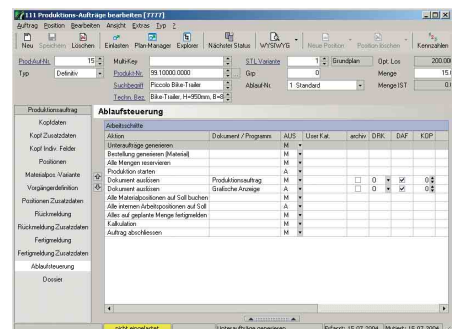 111 Produktions-Aufträge bearbeiten [7777]
Auftrag Position Bearbeiten Ansicht Extras Typ ?
Neu Speichern Löschen Einlasten Plan-Manager Explorer Nächster Status WYSIWYG Neue Position Position löschen Kennzahlen
Prod.Auf-Nr. 15 Multi-Key STL Variante 1 Grundplan Opt. Los 200.00
Typ Definitiv Produkt-Nr. 99.10000.0000 Grp 0 Menge 15.0
Suchbegriff Piccolo Bike-Trailer Ablauf-Nr. 1 Standard Menge IST 0.0
Techn. Bez. Bike-Trailer, H=950mm, B=8
Produktionsauftrag
Kopfdaten
Kopf Zusatzdaten
Kopf Indiv. Felder
Positionen
Materialpos.Variante
Vorgängerdefinition
Positionen Zusatzdaten
Rückmeldung
Rückmeldung Zusatzdaten
Fertigmeldung
Fertigmeldung Zusatzdaten
Ablaufsteuerung
Dossier
Ablaufsteuerung
Arbeitsschritte
Aktion Dokument / Programm AUS User Kat. archiv DRK DAF KOP
Unteraufträge generieren M
Bestellung generieren (Material) M
Alle Mengen reservieren M
Produktion starten A
Dokument auslösen Produktionsauftrag M 0 0
Dokument auslösen Grafische Anzeige A 0 0
Alle Materialpositionen auf Soll buchen M
Alle internen Arbeitspositionen auf Soll A
Alles auf geplante Menge fertigmelden M
Kalkulation M
Auftrag abschliessen A
nicht eingelastet Unteraufträge generieren Erfasst: 15.07.2004 Mutiert: 15.07.2004